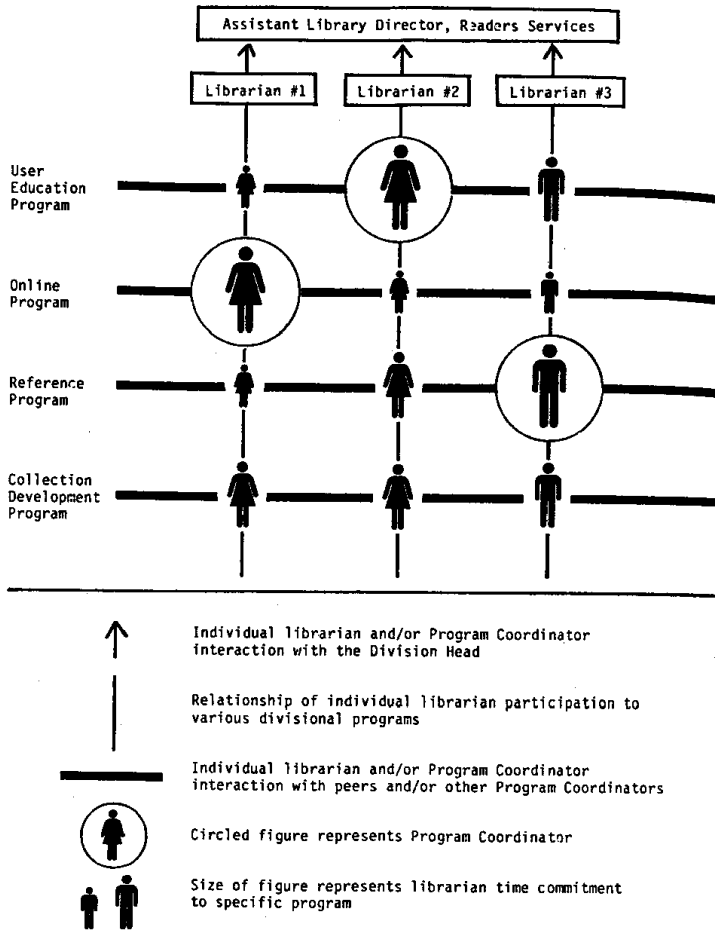 Assistant Library Director, Readers Services
Librarian #1
Librarian #2
Librarian #3
User
Education
Program
Online
Program
Reference
Program
Collection
Development
Program
Individual librarian and/or Program Coordinator
interaction with the Division Head
Relationship of individual librarian participation to
various divisional programs
Individual librarian and/or Program Coordinator
interaction with peers and/or other Program Coordinators
Circled figure represents Program Coordinator
Size of figure represents librarian time commitment
to specific program